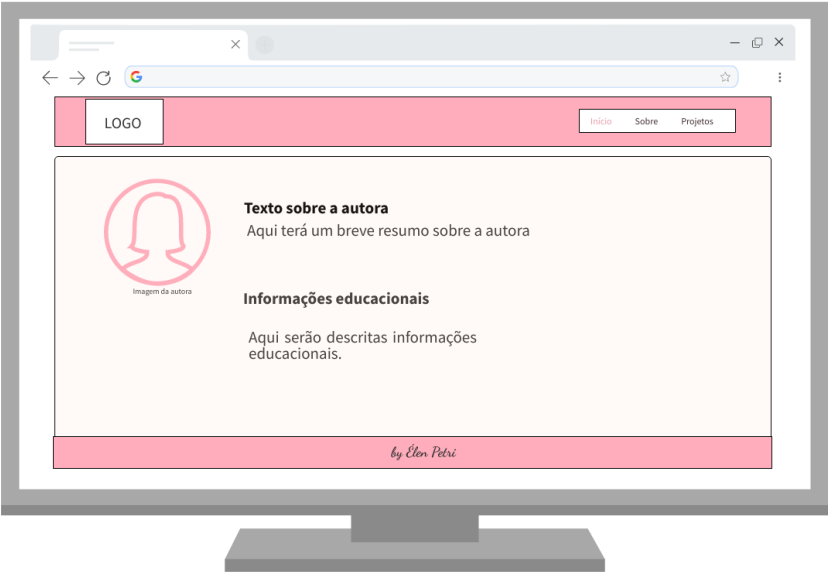 LOGO
Início Sobre Projetos
Texto sobre a autora
Aqui terá um breve resumo sobre a autora
Imagem da autora
Informações educacionais
Aqui serão descritas informações
educacionais.
by Élen Petri